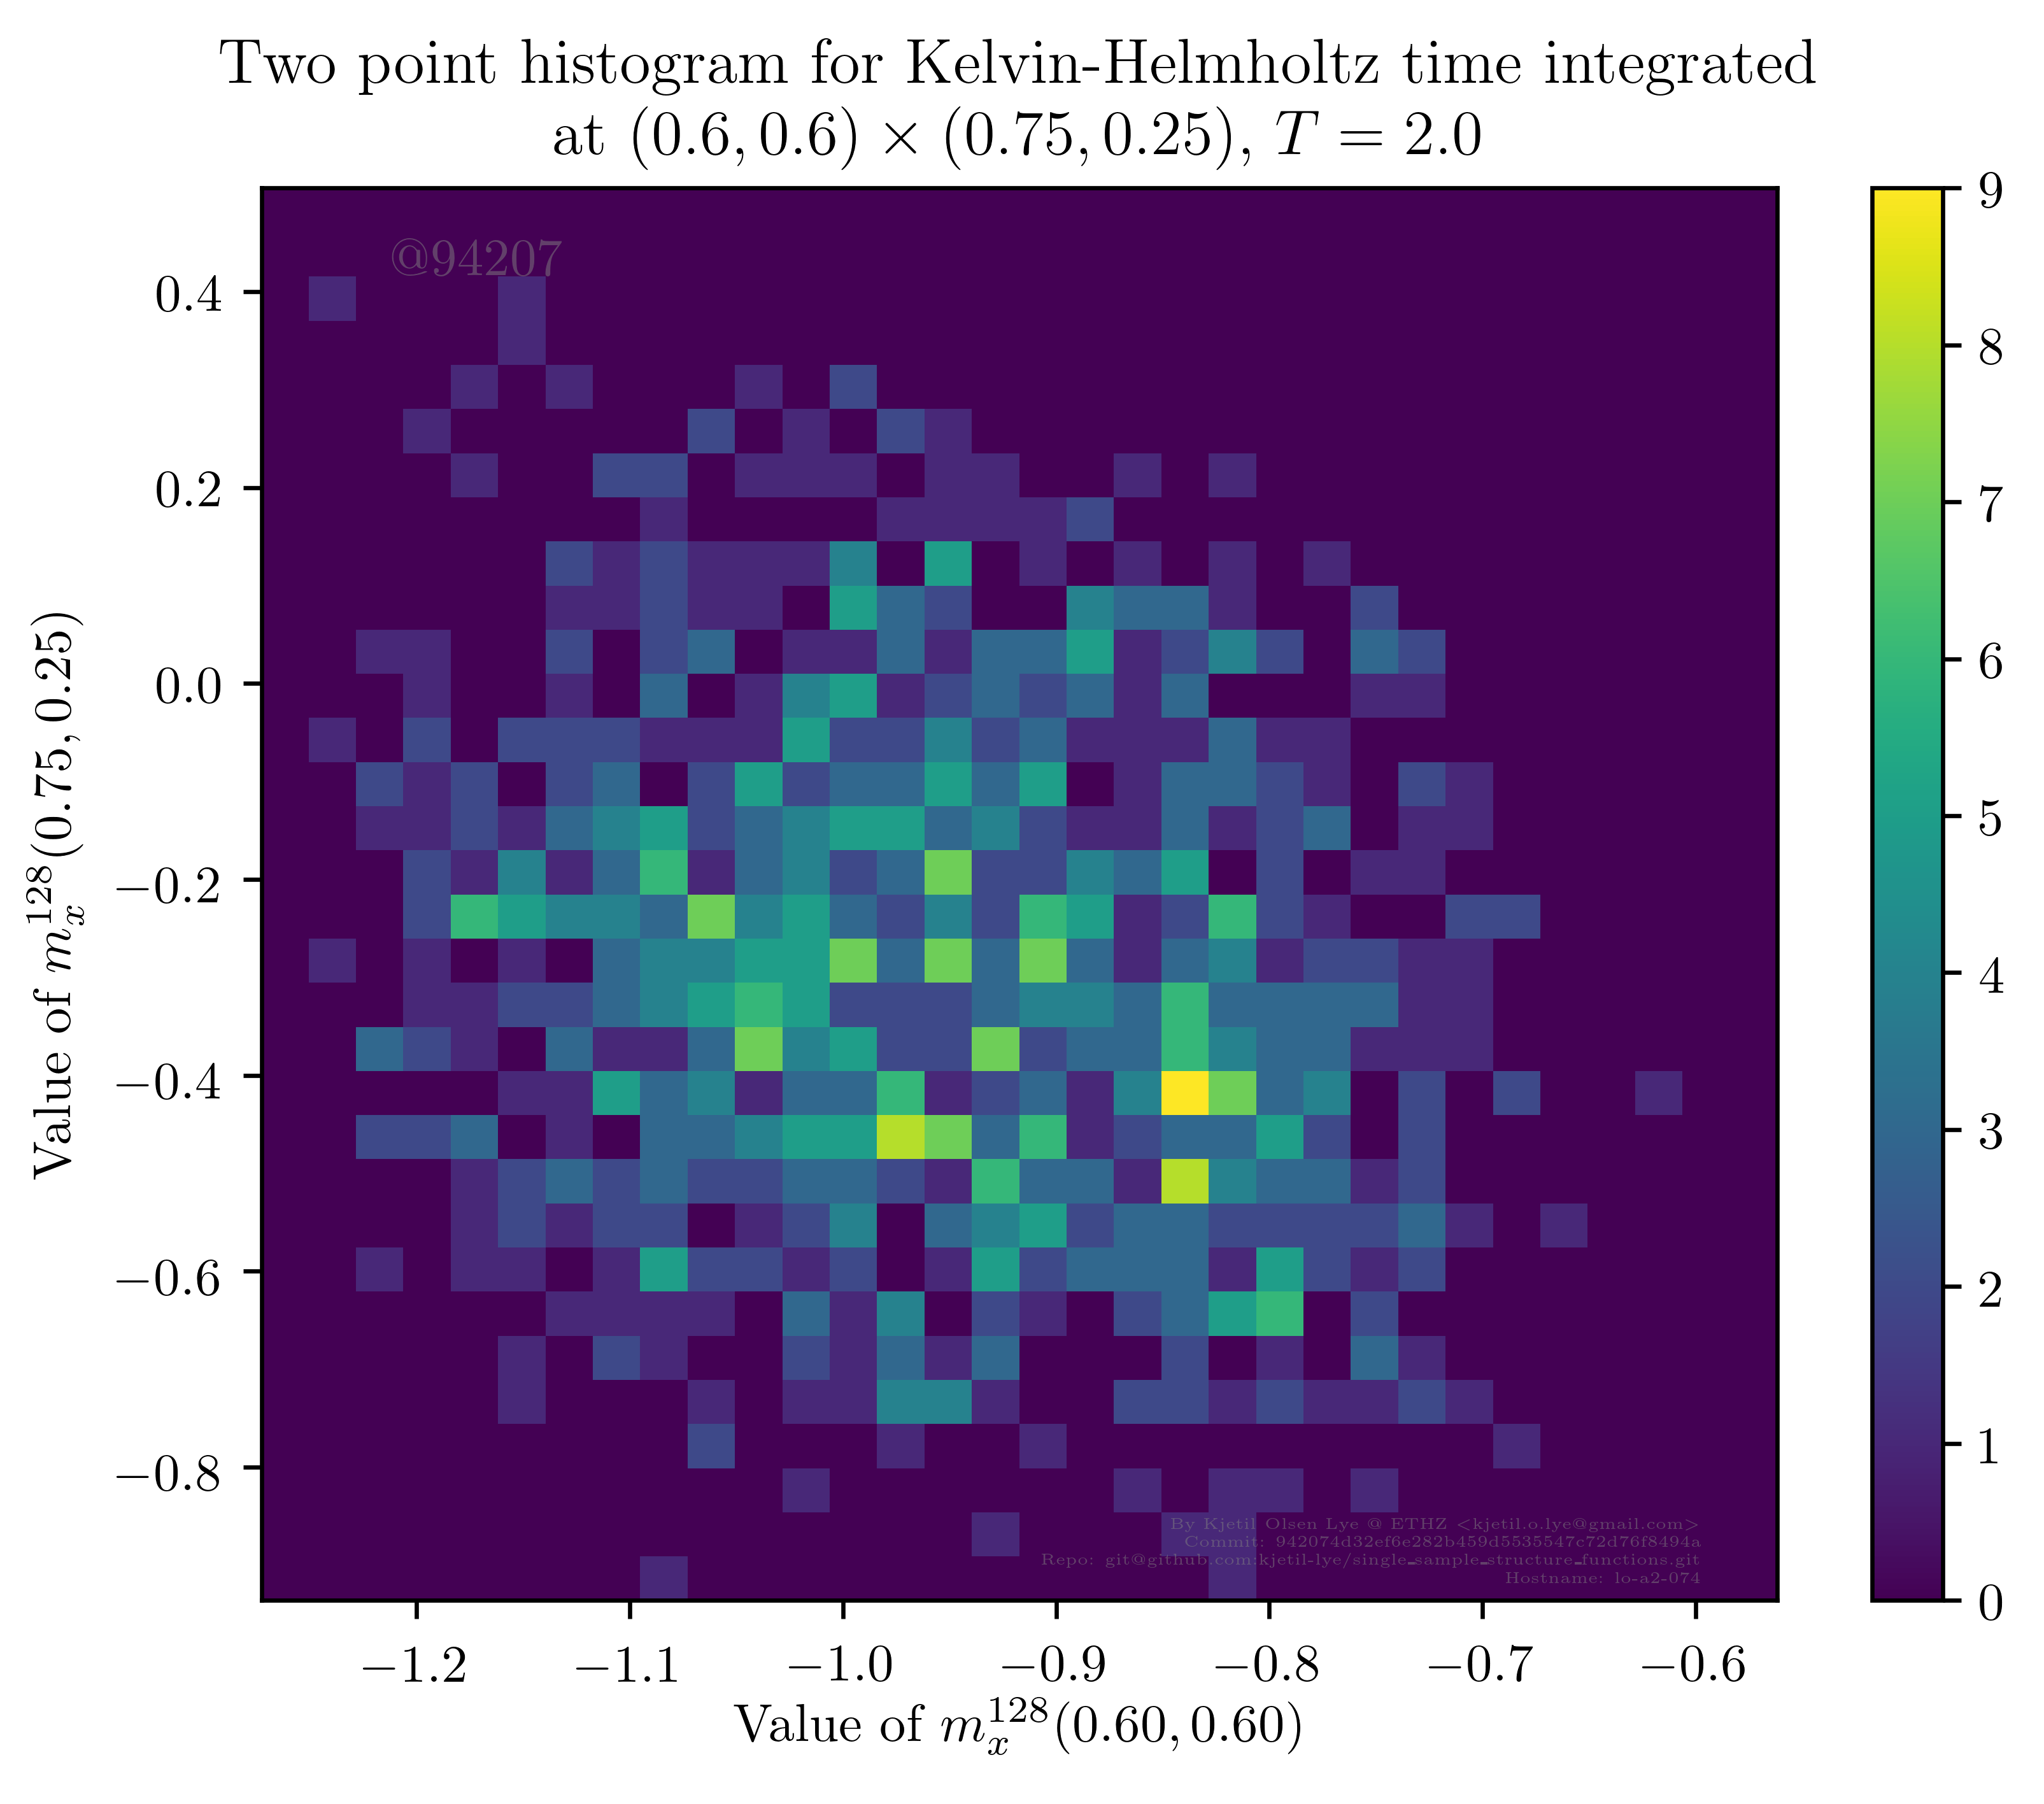 Two point histogram for Kelvin-Helmholtz time integrated
at (0.6, 0.6) × (0.75, 0.25), T = 2.0
@94207
0.4
0.2
0.0
−0.2
−0.4
−0.6
−0.8
Value of m_x^128(0.75, 0.25)
By Kjetil Olsen Lye @ ETHZ <kjetil.o.lye@gmail.com>
Commit: 942074d32ef6e282b459d5535547c72d76f8494a
Repo: git@github.com:kjetil-lye/single_sample_structure_functions.git
Hostname: lo-a2-074
−1.2 −1.1 −1.0 −0.9 −0.8 −0.7 −0.6
Value of m_x^128(0.60, 0.60)
9
8
7
6
5
4
3
2
1
0